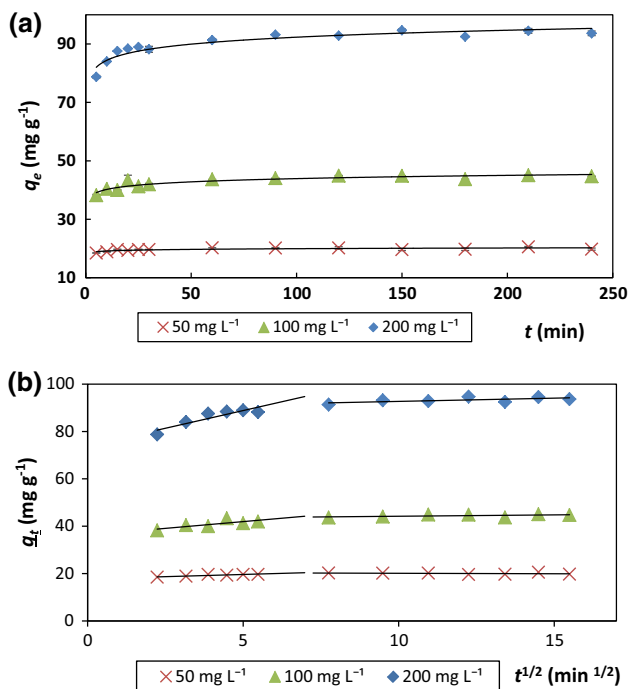 (a)
90
70
50
30
10
qe (mg g⁻¹)
0 50 100 150 200 250
50 mg L⁻¹ 100 mg L⁻¹ 200 mg L⁻¹
t (min)
(b)
100
80
60
40
20
0
qt (mg g⁻¹)
0 5 10 15
50 mg L⁻¹ 100 mg L⁻¹ 200 mg L⁻¹
t¹/² (min ¹/²)